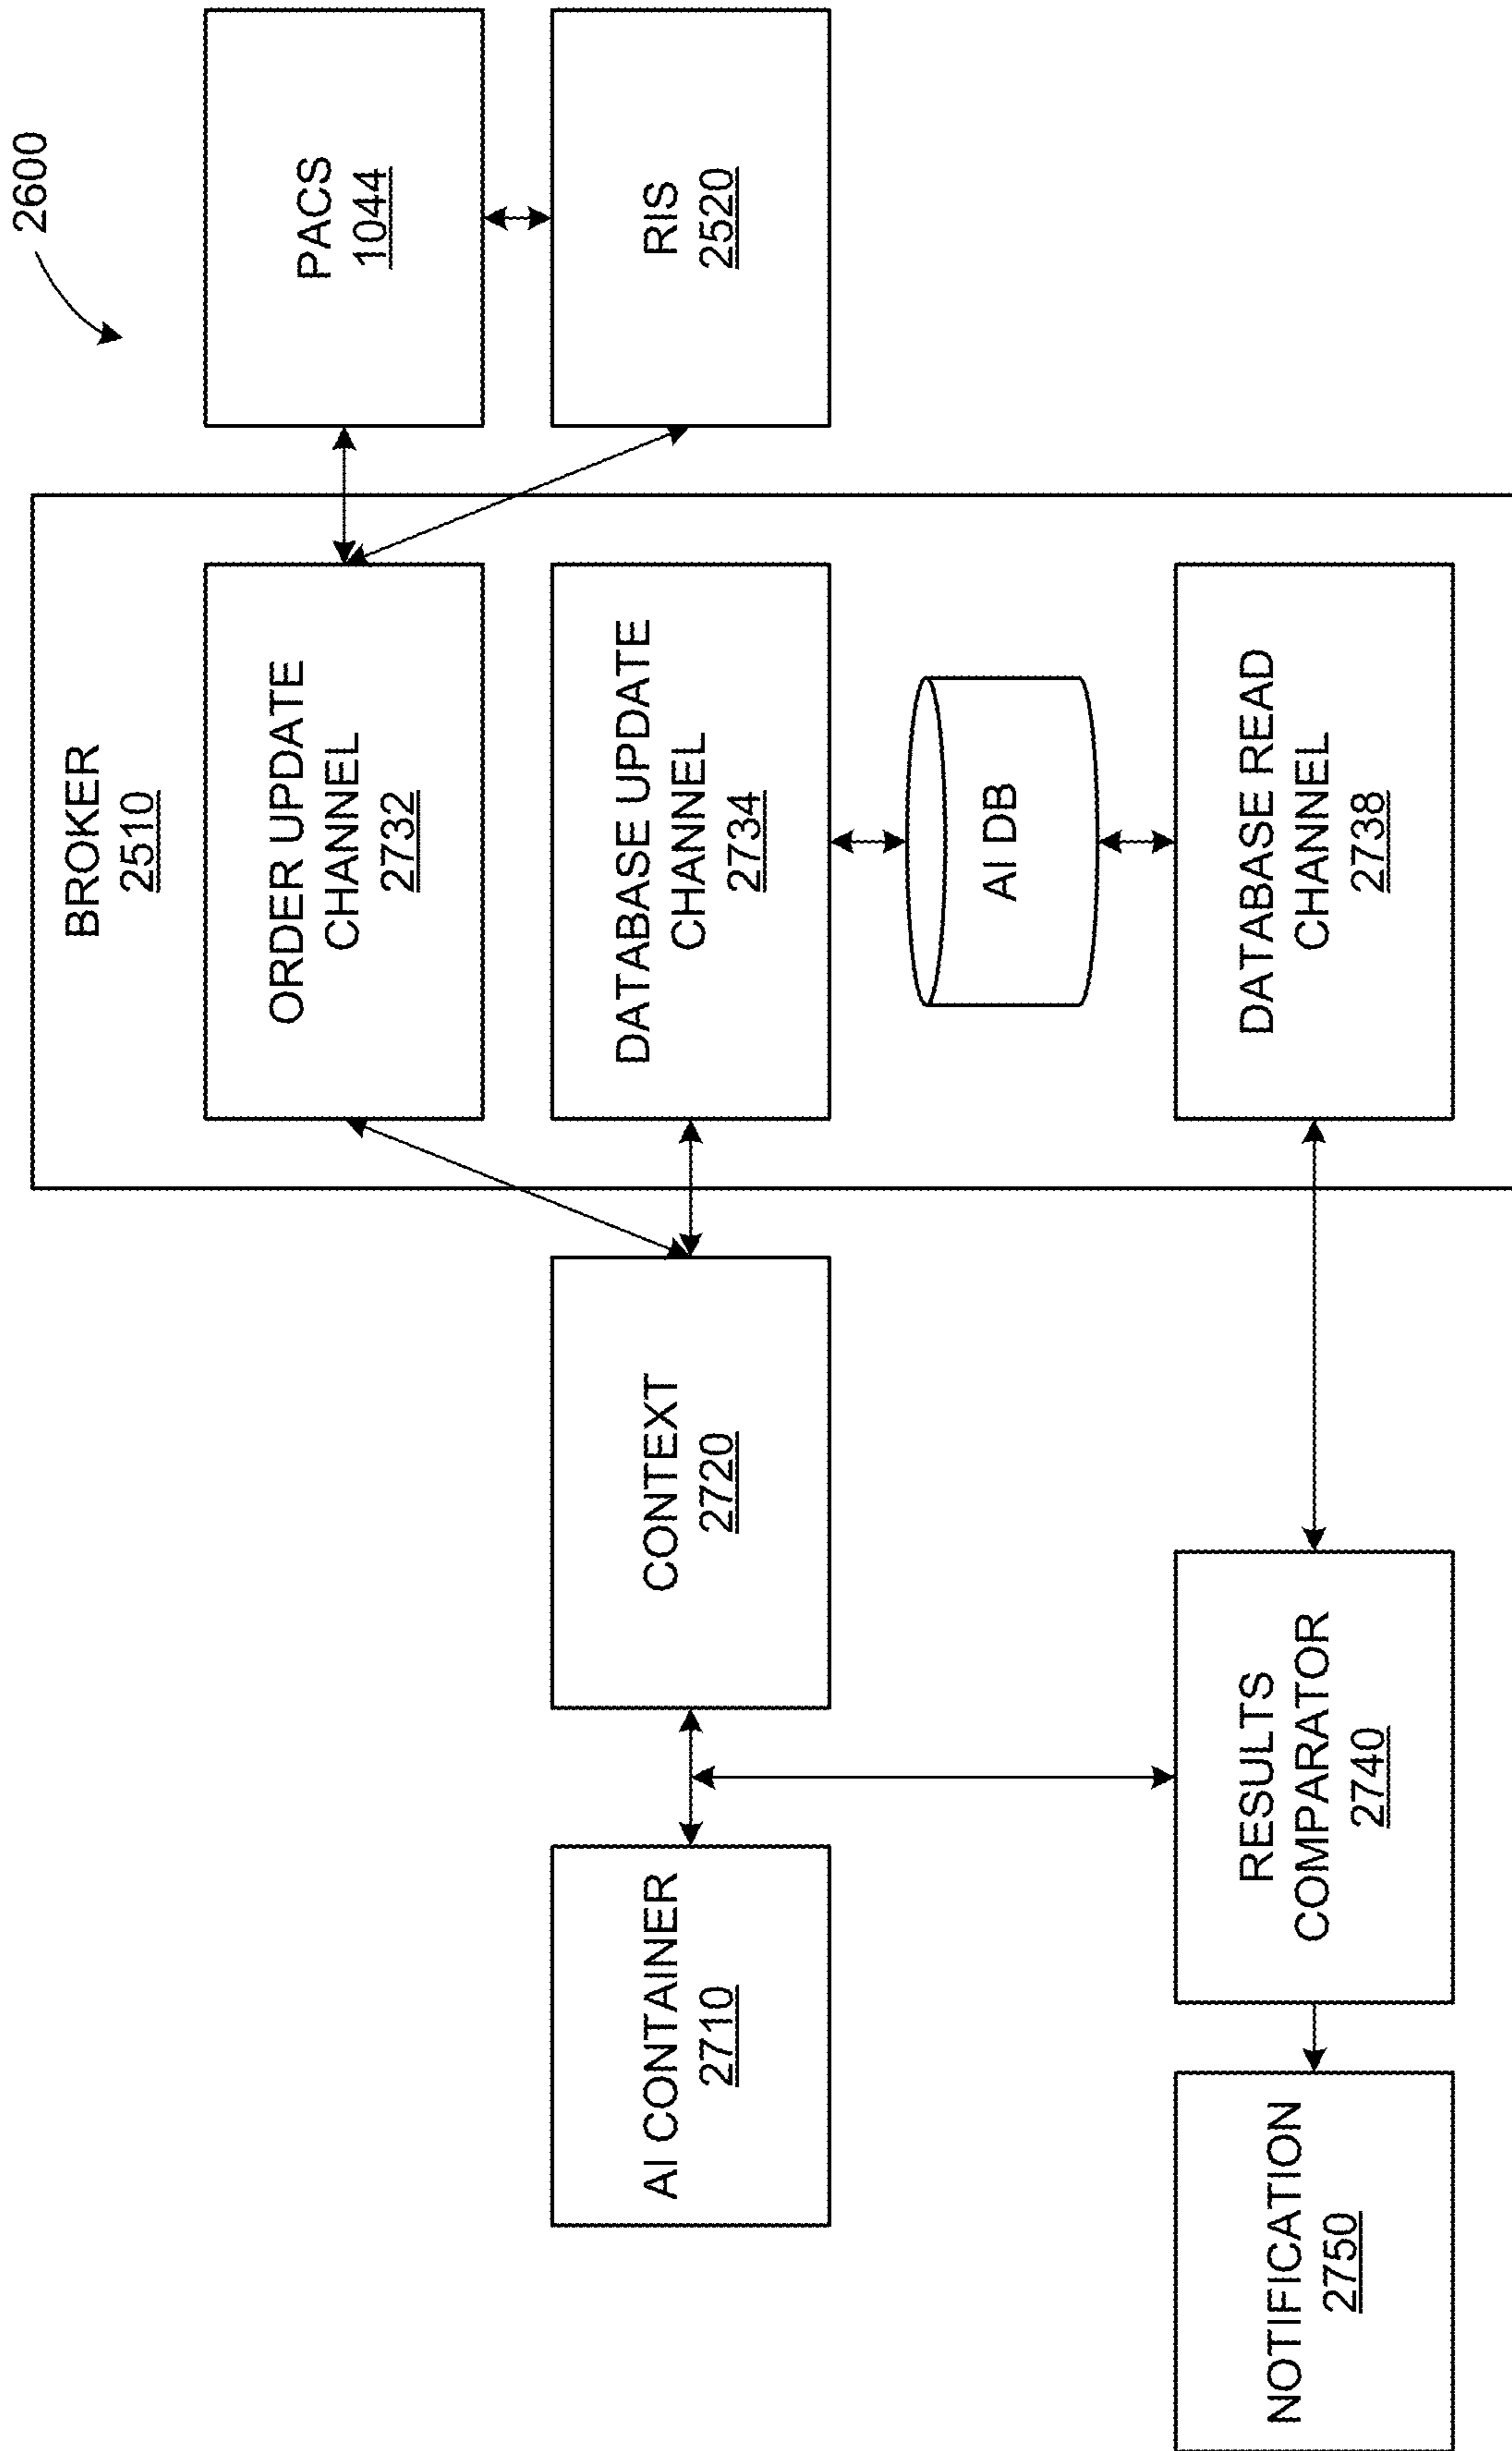 2600
BROKER
2510
PACS
1044
ORDER UPDATE
CHANNEL
2732
RIS
2520
DATABASE UPDATE
CHANNEL
2734
CONTEXT
2720
AI CONTAINER
2710
AI DB
DATABASE READ
CHANNEL
2738
RESULTS
COMPARATOR
2740
NOTIFICATION
2750